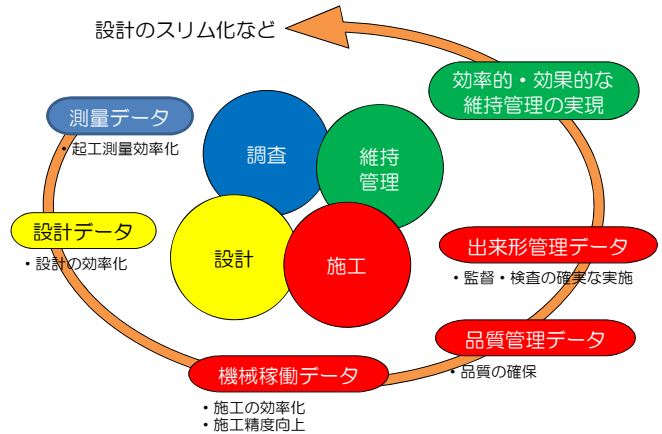 設計のスリム化など
効率的・効果的な
維持管理の実現
測量データ
・起工測量効率化
調査
維持
管理
設計データ
・設計の効率化
設計
施工
出来形管理データ
・監督・検査の確実な実施
品質管理データ
・品質の確保
機械稼働データ
・施工の効率化
・施工精度向上